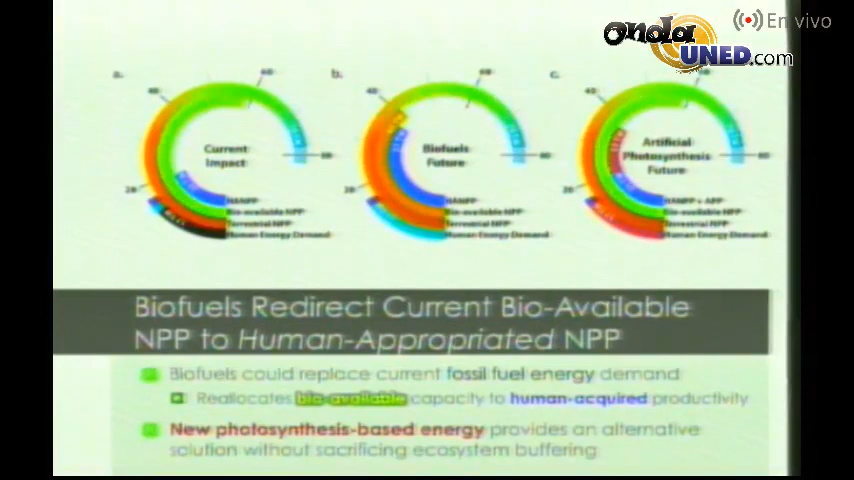 En vivo
onda
UNED.com
a.
b.
c.
40
60
80
20
40
60
80
20
40
60
80
20
Current
Impact
Biofuels
Future
Artificial
Photosynthesis
Future
HANPP
Bio-available NPP
Terrestrial NPP
Human Energy Demand
HANPP
Bio-available NPP
Terrestrial NPP
Human Energy Demand
HANPP + APP
Bio-available NPP
Terrestrial NPP
Human Energy Demand
Biofuels Redirect Current Bio-Available
NPP to Human-Appropriated NPP
Biofuels could replace current fossil fuel energy demand
Reallocates bio-available capacity to human-acquired productivity
New photosynthesis-based energy provides an alternative
solution without sacrificing ecosystem buffering